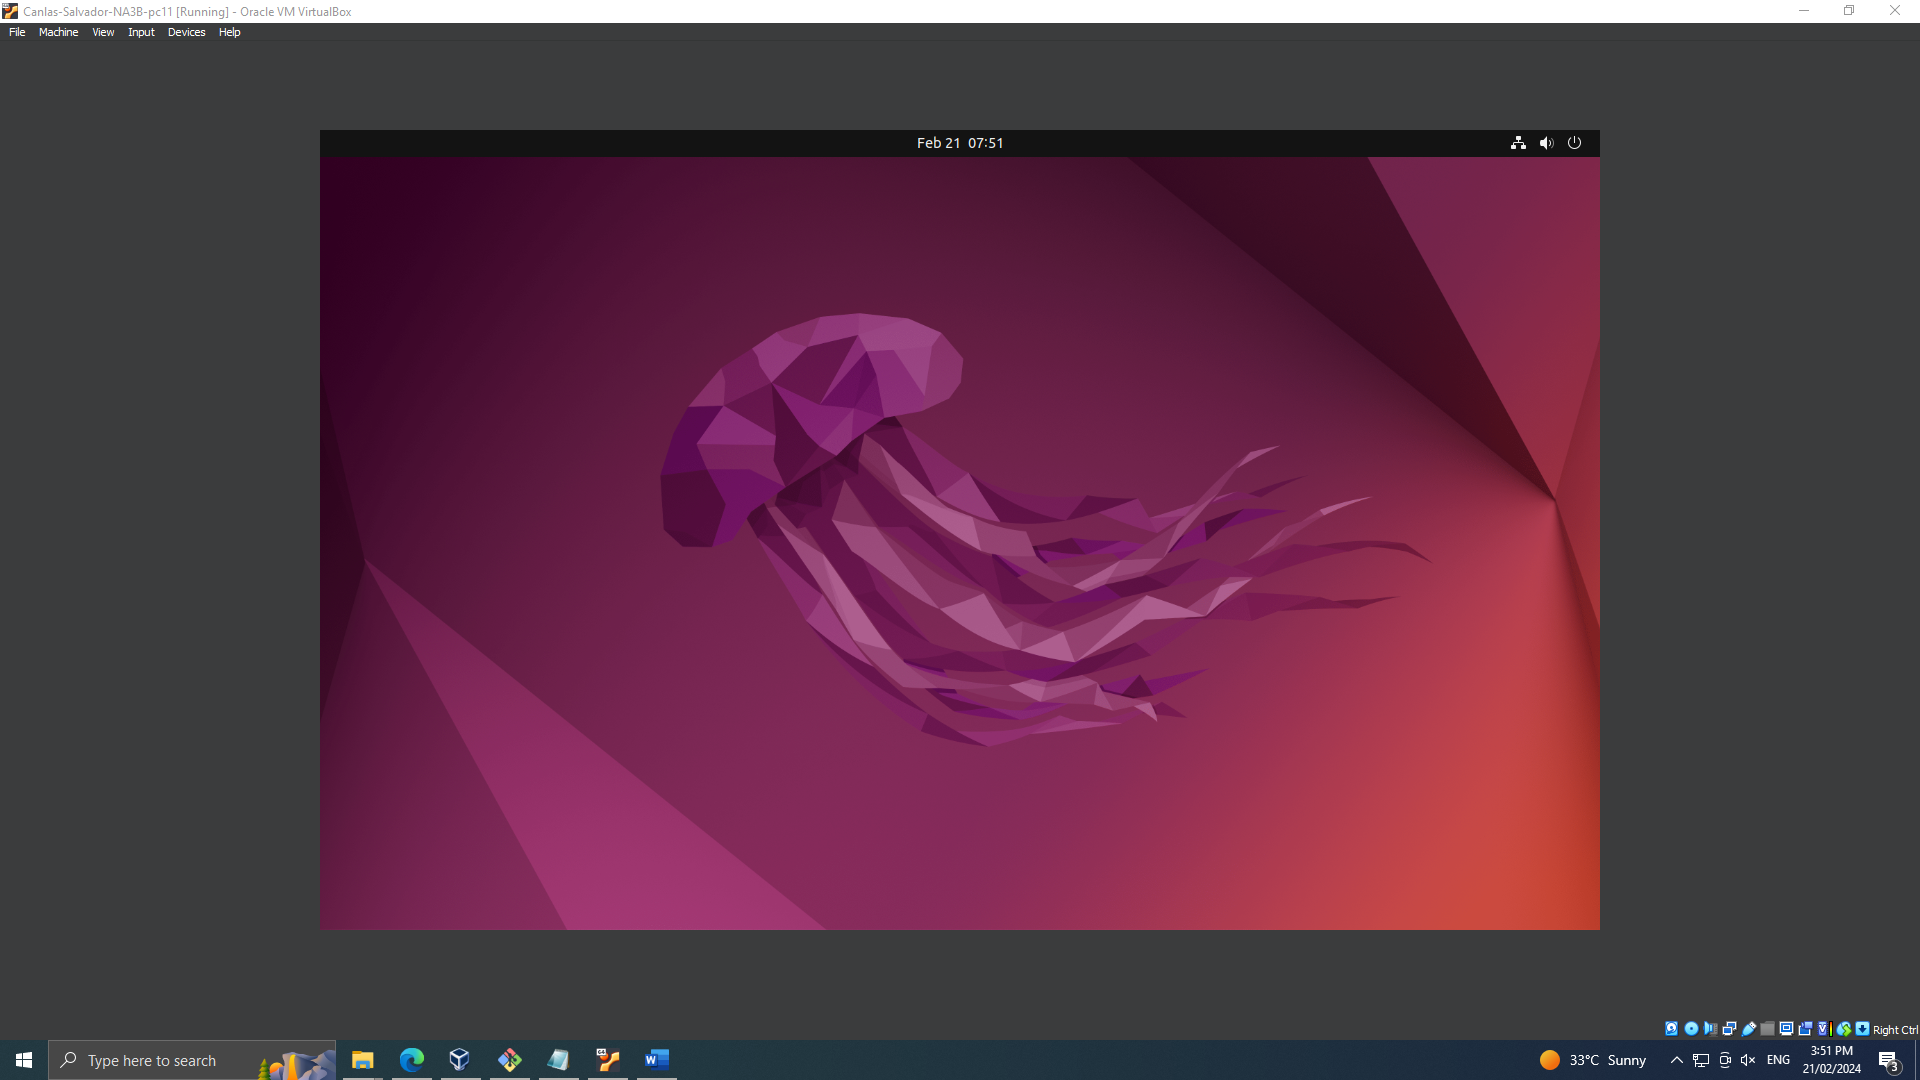 Canlas-Salvador-NA3B-pc11 [Running] - Oracle VM VirtualBox
File Machine View Input Devices Help
Feb 21 07:51
Right Ctrl
Type here to search
33°C Sunny
ENG
3:51 PM
21/02/2024
3